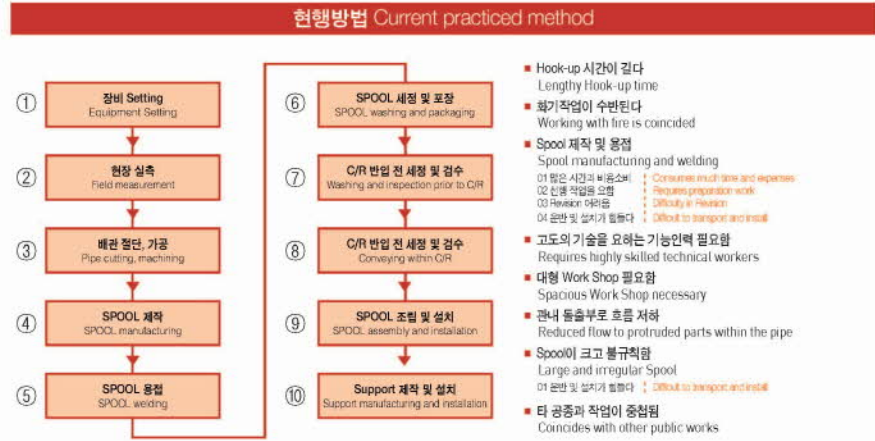 현행방법 Current practiced method
①
장비 Setting
Equipment Setting
②
현장 실측
Field measurement
③
배관 절단, 가공
Pipe cutting, machining
④
SPOOL 제작
SPOOL manufacturing
⑤
SPOOL 용접
SPOOL welding
⑥
SPOOL 세정 및 포장
SPOOL washing and packaging
⑦
C/R 반입 전 세정 및 검수
Washing and inspection prior to C/R
⑧
C/R 반입 전 세정 및 검수
Conveying within C/R
⑨
SPOOL 조립 및 설치
SPOOL assembly and installation
⑩
Support 제작 및 설치
Support manufacturing and installation
Hook-up 시간이 길다
Lengthy Hook-up time
화기작업이 수반된다
Working with fire is coincided
Spool 제작 및 용접
Spool manufacturing and welding
01 많은 시간과 비용소비 Consumes much time and expenses
02 선행 작업을 요함 Requires preparation work
03 Revision 어려움 Difficulty in Revision
04 운반 및 설치가 힘들다 Difficult to transport and install
고도의 기술을 요하는 기능인력 필요함
Requires highly skilled technical workers
대형 Work Shop 필요함
Spacious Work Shop necessary
관내 돌출부로 흐름 저하
Reduced flow to protruded parts within the pipe
Spool이 크고 불규칙함
Large and irregular Spool
01 운반 및 설치가 힘들다 Difficult to transport and install
타 공종과 작업이 중첩됨
Coincides with other public works